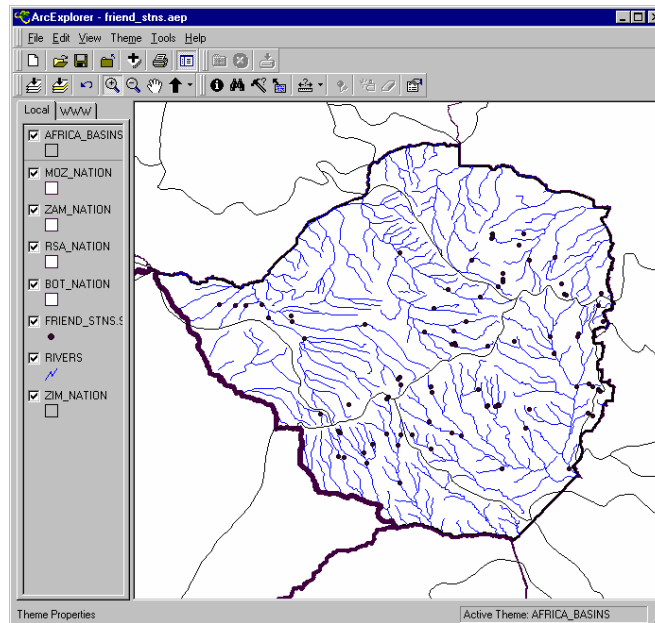 ArcExplorer - friend_stns.aep
File Edit View Theme Tools Help
Local WWW
AFRICA_BASINS
MOZ_NATION
ZAM_NATION
RSA_NATION
BOT_NATION
FRIEND_STNS.S
RIVERS
ZIM_NATION
Theme Properties
Active Theme: AFRICA_BASINS